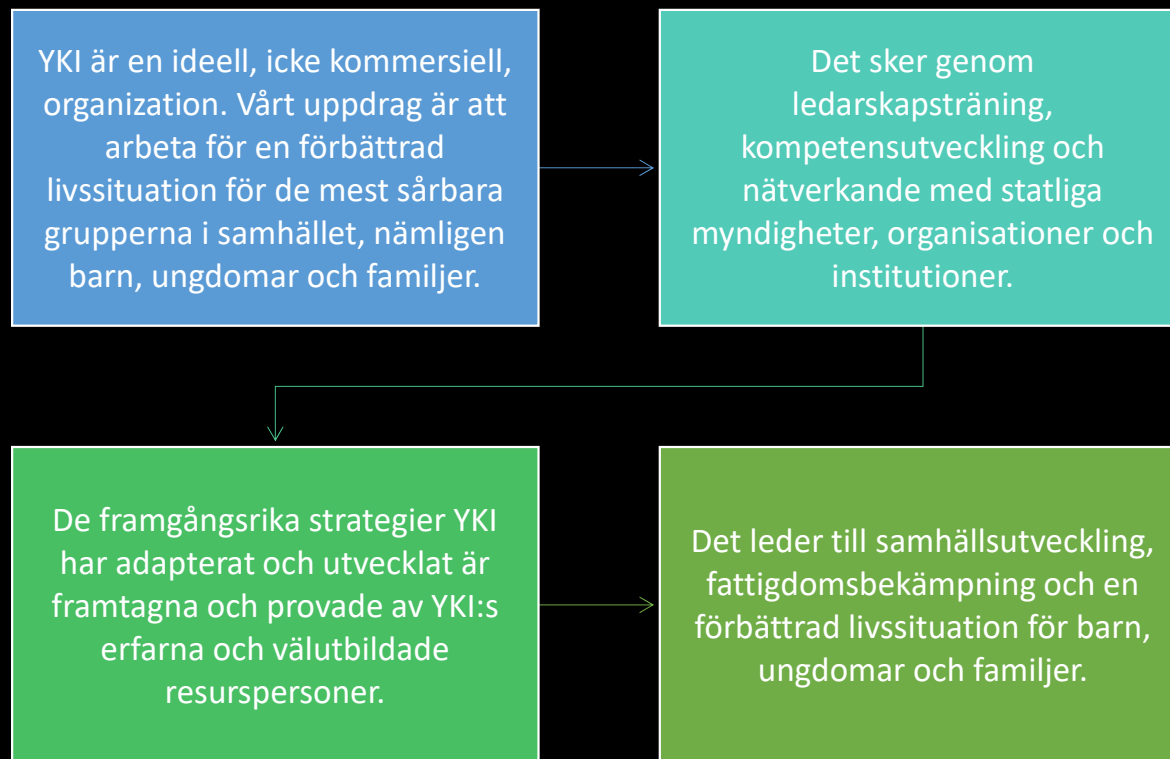 YKI är en ideell, icke kommersiell,
organization. Vårt uppdrag är att
arbeta för en förbättrad
livssituation för de mest sårbara
grupperna i samhället, nämligen
barn, ungdomar och familjer.
Det sker genom
ledarskapsträning,
kompetensutveckling och
nätverkande med statliga
myndigheter, organisationer och
institutioner.
De framgångsrika strategier YKI
har adapterat och utvecklat är
framtagna och provade av YKI:s
erfarna och välutbildade
resurspersoner.
Det leder till samhällsutveckling,
fattigdomsbekämpning och en
förbättrad livssituation för barn,
ungdomar och familjer.